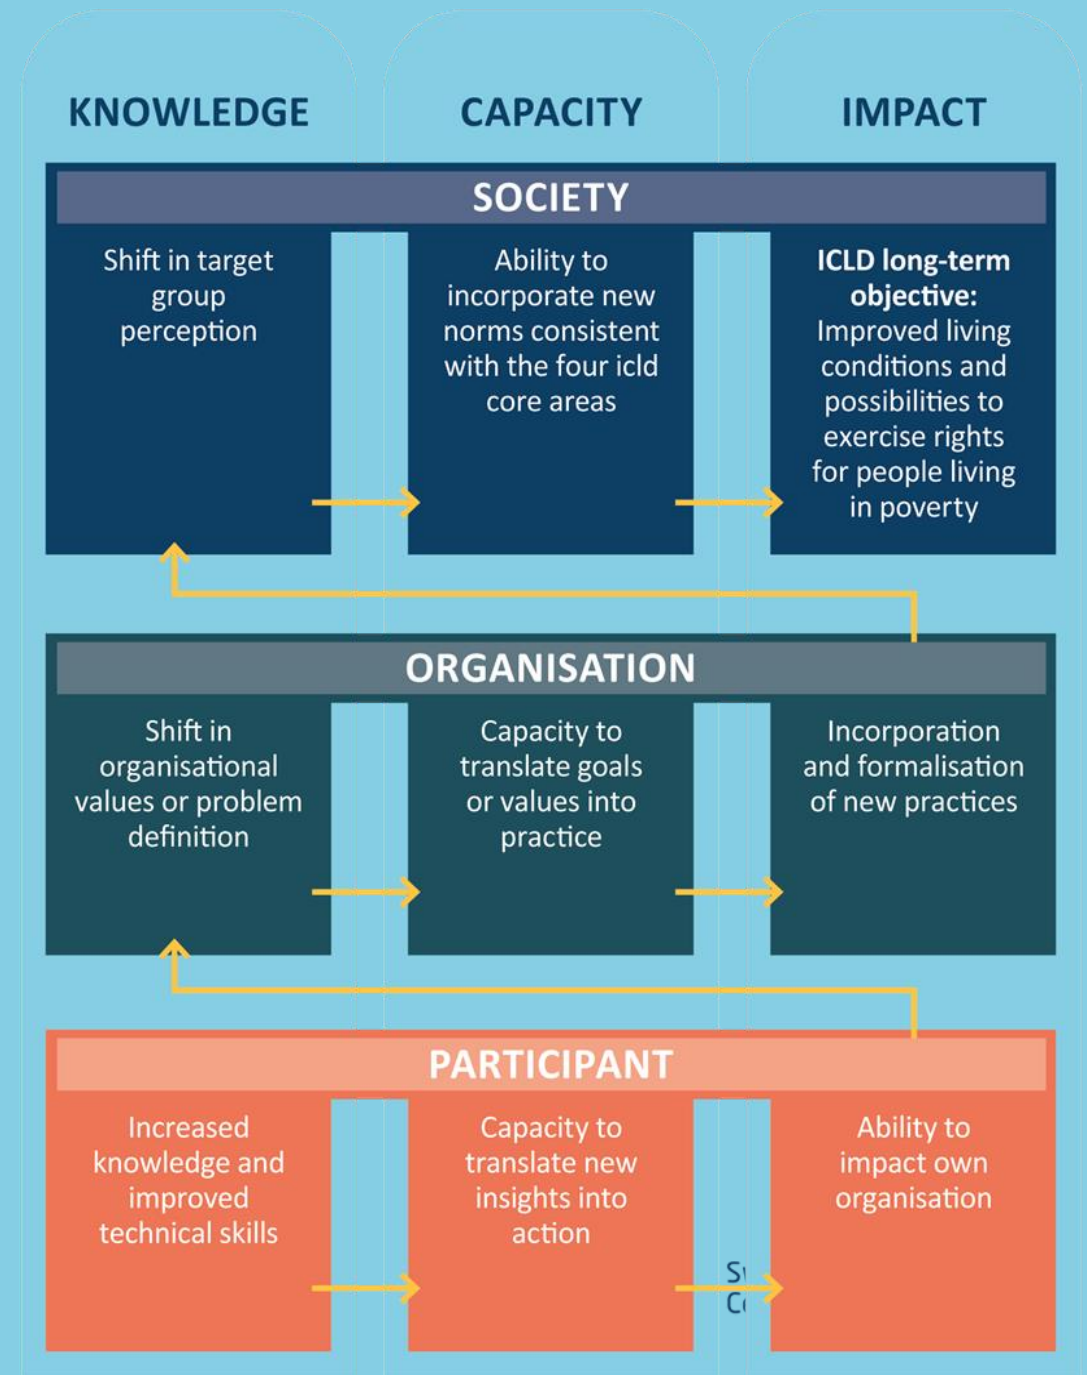 KNOWLEDGE CAPACITY IMPACT
SOCIETY
Shift in target
group
perception
Ability to
incorporate new
norms consistent
with the four icld
core areas
ICLD long-term
objective:
Improved living
conditions and
possibilities to
exercise rights
for people living
in poverty
ORGANISATION
Shift in
organisational
values or problem
definition
Capacity to
translate goals
or values into
practice
Incorporation
and formalisation
of new practices
PARTICIPANT
Increased
knowledge and
improved
technical skills
Capacity to
translate new
insights into
action
Ability to
impact own
organisation